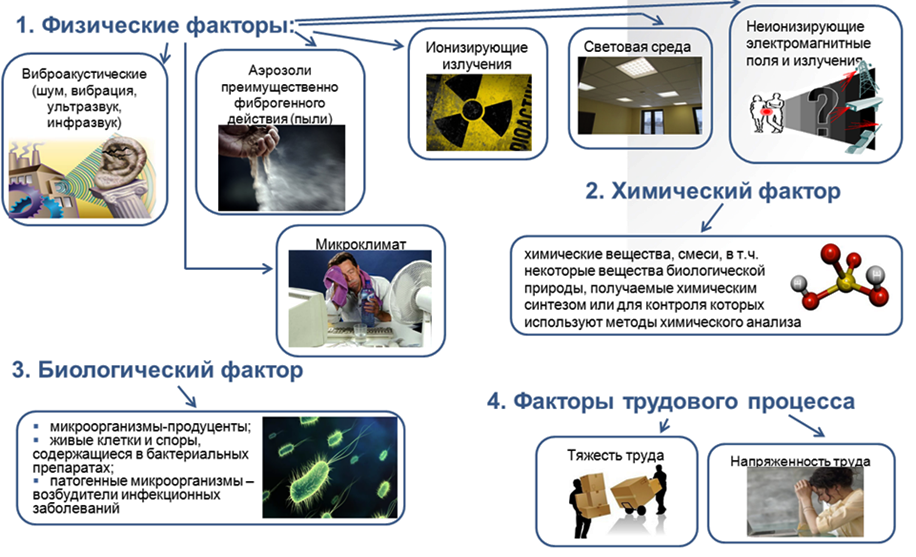 1. Физические факторы:
Виброакустические
(шум, вибрация,
ультразвук,
инфразвук)
Аэрозоли
преимущественно
фиброгенного
действия (пыли)
Ионизирующие
излучения
Световая среда
Неионизирующие
электромагнитные
поля и излучения
?
Микроклимат
2. Химический фактор
химические вещества, смеси, в т.ч.
некоторые вещества биологической
природы, получаемые химическим
синтезом или для контроля которых
используют методы химического анализа
H
H
3. Биологический фактор
▪ микроорганизмы-продуценты;
▪ живые клетки и споры,
содержащиеся в бактериальных
препаратах;
▪ патогенные микроорганизмы –
возбудители инфекционных
заболеваний
4. Факторы трудового процесса
Тяжесть труда
Напряженность труда